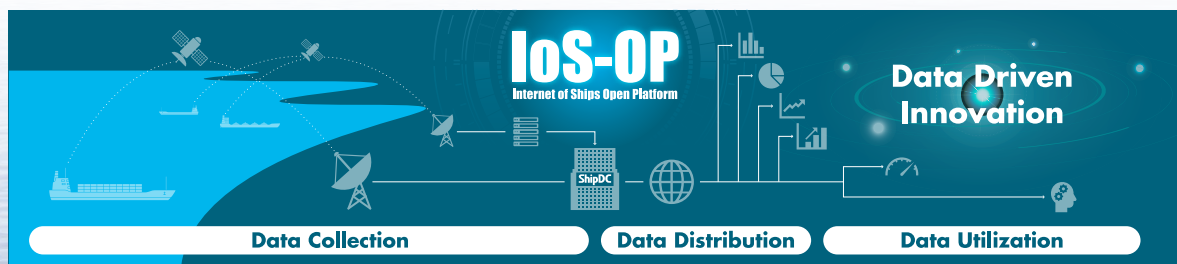 IoS-OP
Internet of Ships Open Platform
Data Driven
Innovation
ShipDC
Data Collection
Data Distribution
Data Utilization